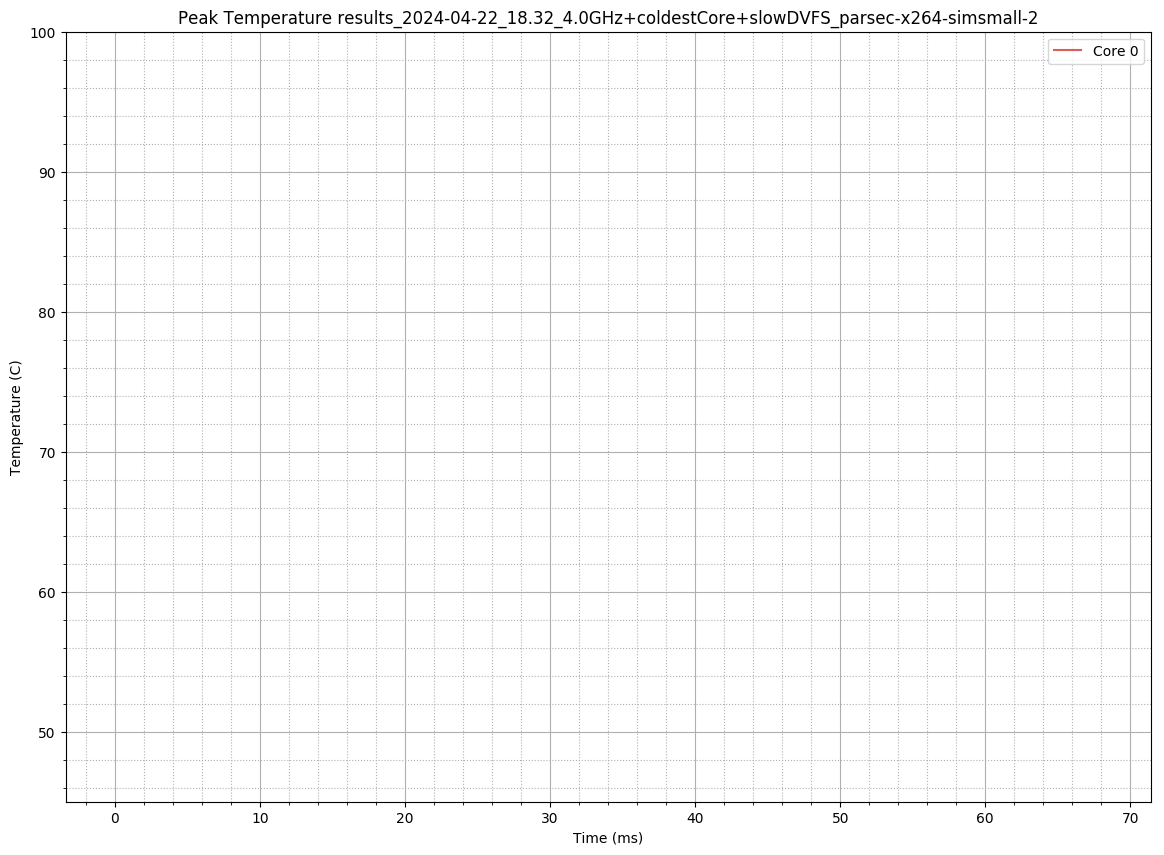 Peak Temperature results_2024-04-22_18.32_4.0GHz+coldestCore+slowDVFS_parsec-x264-simsmall-2
Core 0
100
90
80
70
60
50
Temperature (C)
0 10 20 30 40 50 60 70
Time (ms)